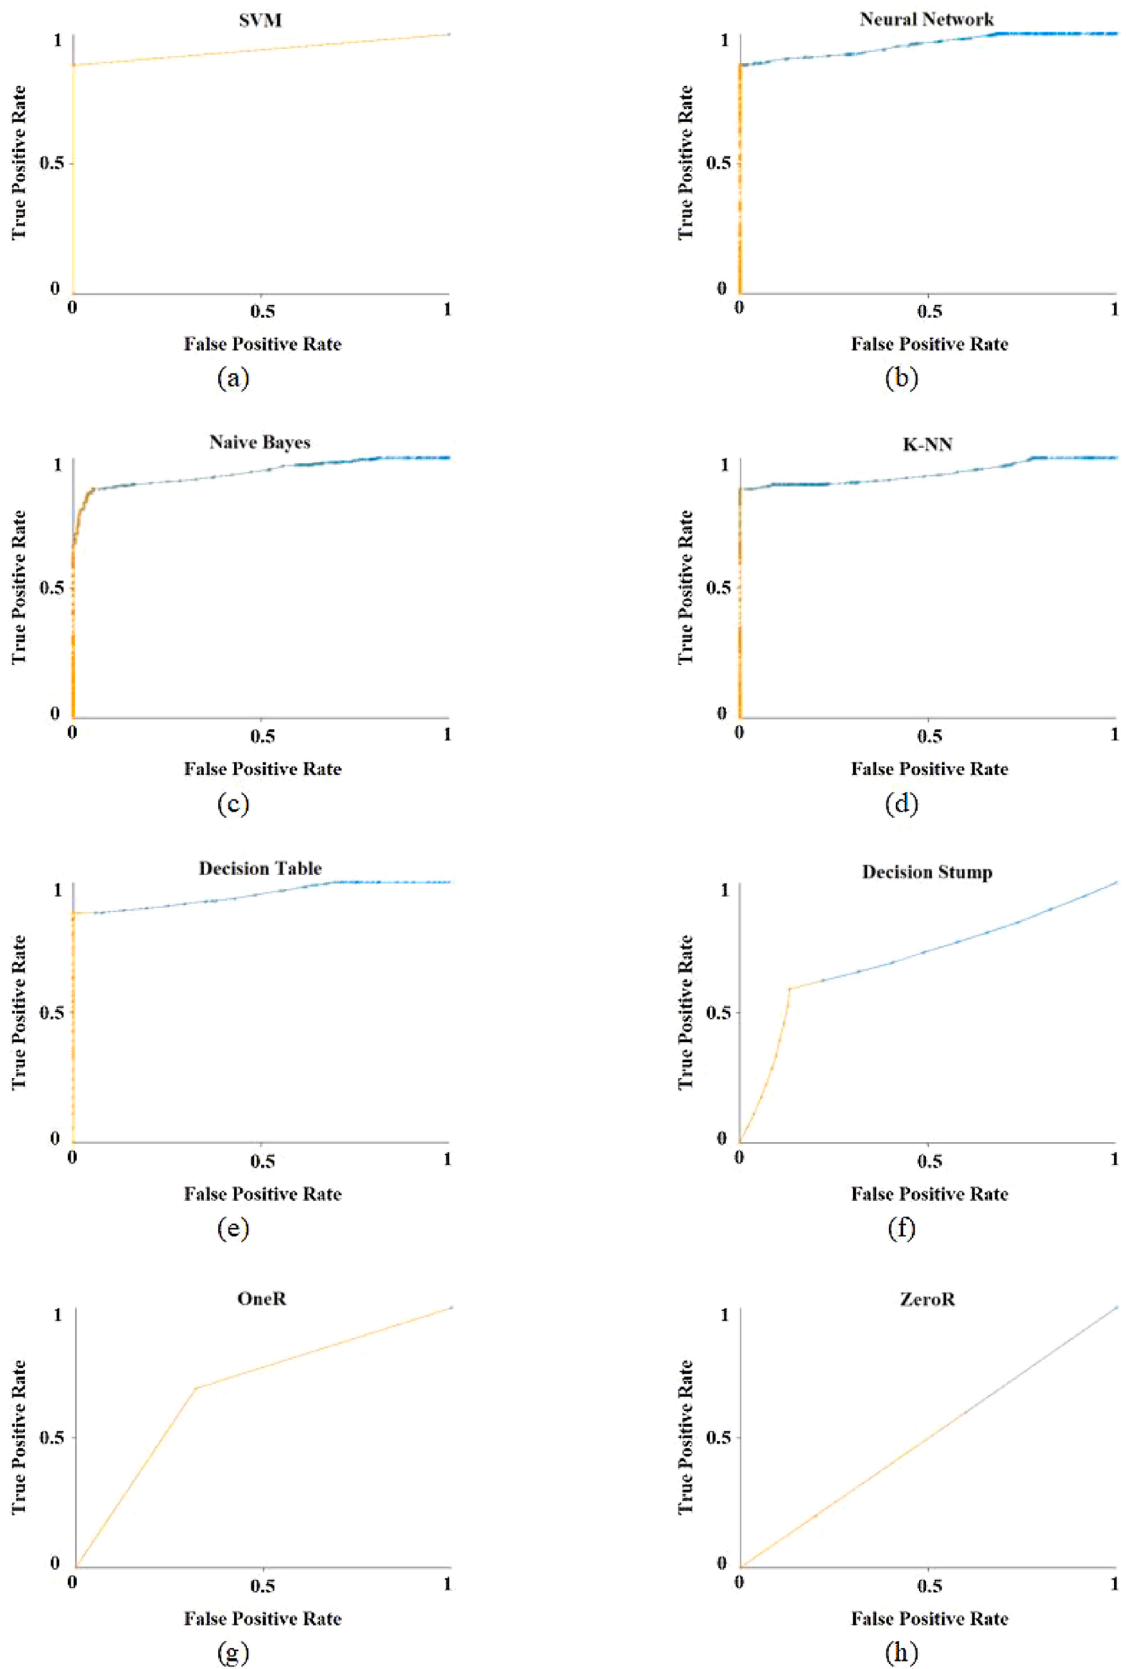 SVM
1
0.5
0
True Positive Rate
0
0.5
1
False Positive Rate
(a)
Neural Network
1
0.5
0
True Positive Rate
0
0.5
1
False Positive Rate
(b)
Naive Bayes
1
0.5
0
True Positive Rate
0
0.5
1
False Positive Rate
(c)
K-NN
1
0.5
0
True Positive Rate
0
0.5
1
False Positive Rate
(d)
Decision Table
1
0.5
0
True Positive Rate
0
0.5
1
False Positive Rate
(e)
Decision Stump
1
0.5
0
True Positive Rate
0
0.5
1
False Positive Rate
(f)
OneR
1
0.5
0
True Positive Rate
0
0.5
1
False Positive Rate
(g)
ZeroR
1
0.5
0
True Positive Rate
0
0.5
1
False Positive Rate
(h)